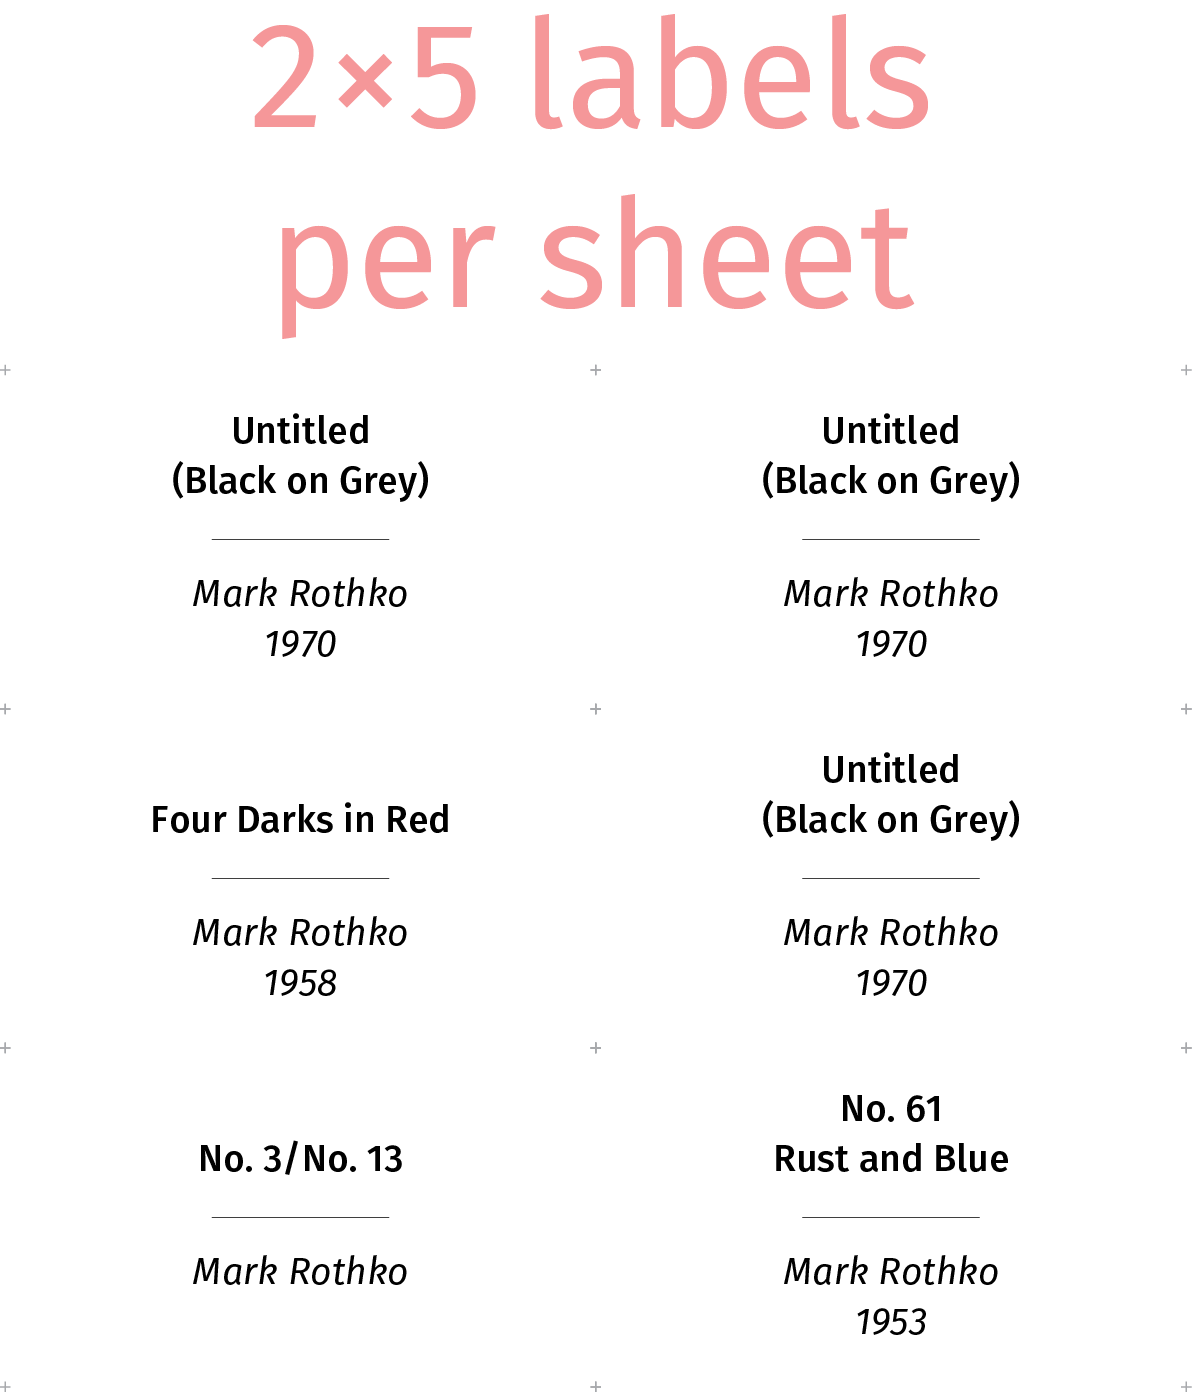 2×5 labels
per sheet
Untitled
(Black on Grey)
Mark Rothko
1970
Untitled
(Black on Grey)
Mark Rothko
1970
Four Darks in Red
Mark Rothko
1958
Untitled
(Black on Grey)
Mark Rothko
1970
No. 3/No. 13
Mark Rothko
No. 61
Rust and Blue
Mark Rothko
1953